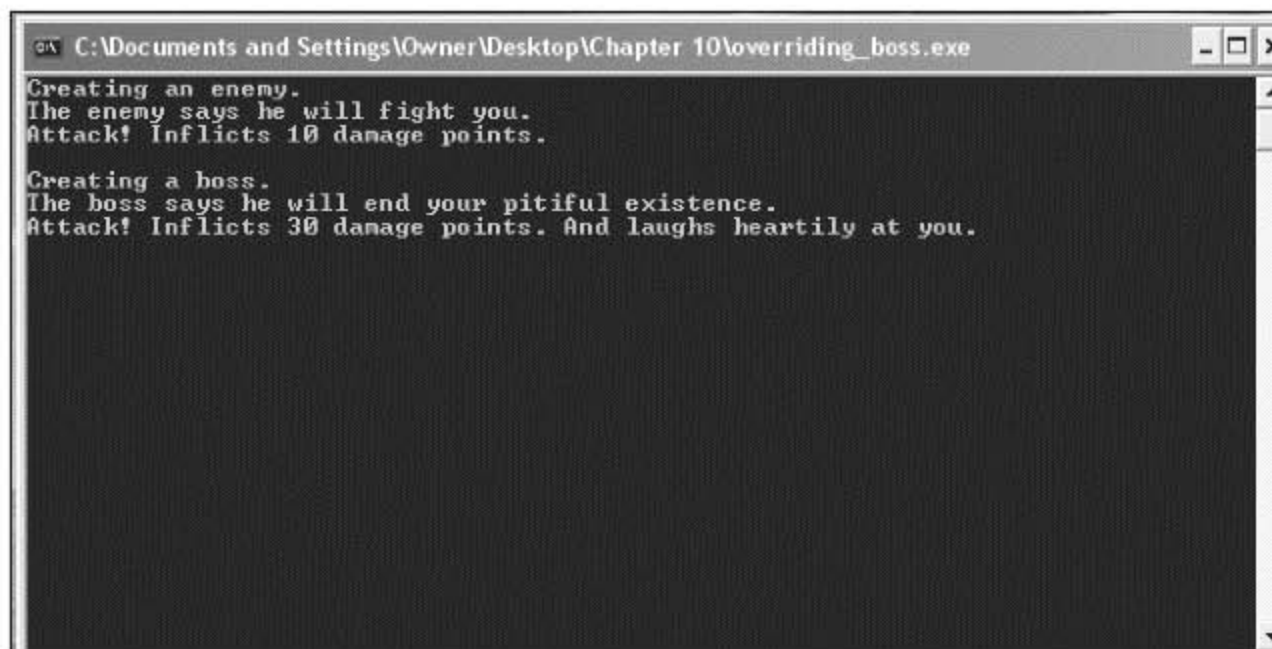 C:\Documents and Settings\Owner\Desktop\Chapter 10\overriding_boss.exe
Creating an enemy.
The enemy says he will fight you.
Attack! Inflicts 10 damage points.
Creating a boss.
The boss says he will end your pitiful existence.
Attack! Inflicts 30 damage points. And laughs heartily at you.